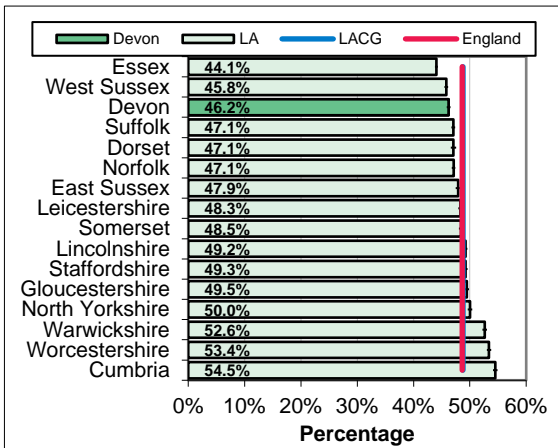 Devon LA LACG England
Essex 44.1%
West Sussex 45.8%
Devon 46.2%
Suffolk 47.1%
Dorset 47.1%
Norfolk 47.1%
East Sussex 47.9%
Leicestershire 48.3%
Somerset 48.5%
Lincolnshire 49.2%
Staffordshire 49.3%
Gloucestershire 49.5%
North Yorkshire 50.0%
Warwickshire 52.6%
Worcestershire 53.4%
Cumbria 54.5%
0% 10% 20% 30% 40% 50% 60%
Percentage